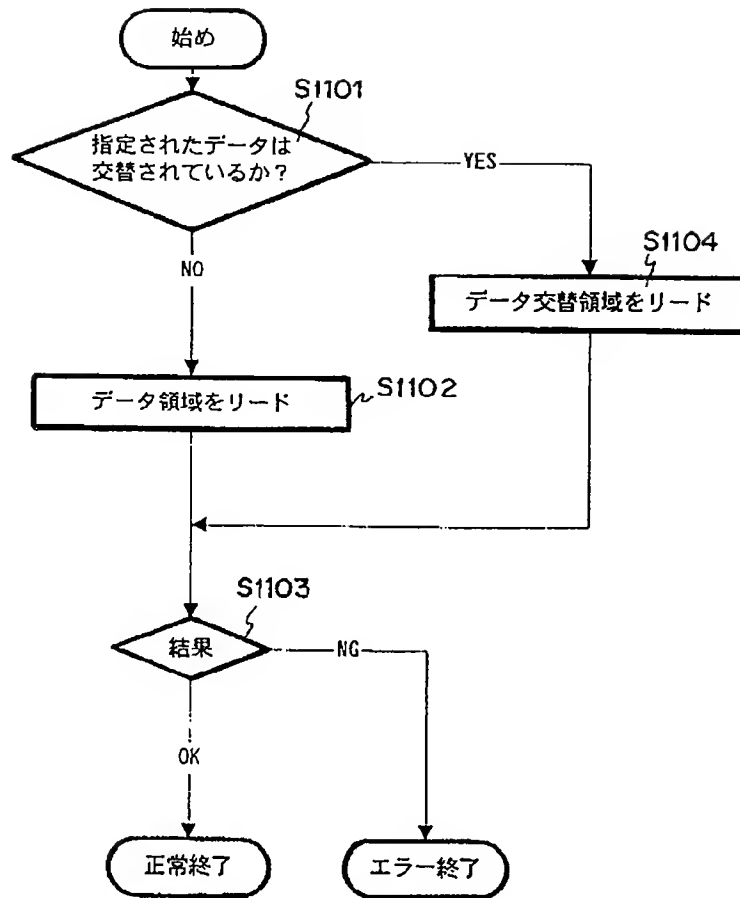 始め
S1101
指定されたデータは
交替されているか?
YES
NO
S1104
データ交替領域をリード
データ領域をリード
S1102
S1103
結果
NG
OK
正常終了
エラー終了